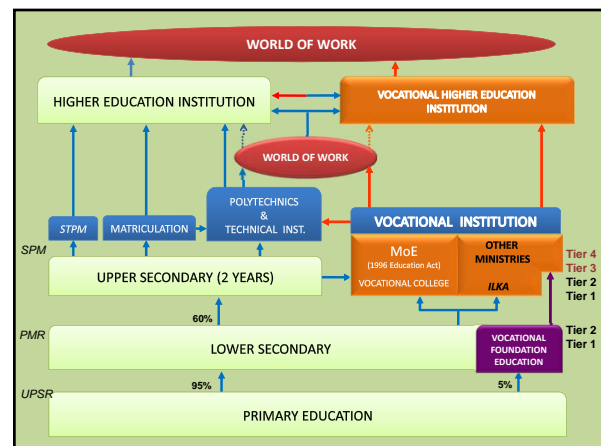 WORLD OF WORK
HIGHER EDUCATION INSTITUTION
VOCATIONAL HIGHER EDUCATION
INSTITUTION
WORLD OF WORK
STPM
MATRICULATION
POLYTECHNICS
&
TECHNICAL INST.
VOCATIONAL INSTITUTION
SPM
UPPER SECONDARY (2 YEARS)
MoE
(1996 Education Act)
VOCATIONAL COLLEGE
OTHER
MINISTRIES
ILKA
Tier 4
Tier 3
Tier 2
Tier 1
60%
PMR
LOWER SECONDARY
VOCATIONAL
FOUNDATION
EDUCATION
Tier 2
Tier 1
95%
5%
UPSR
PRIMARY EDUCATION